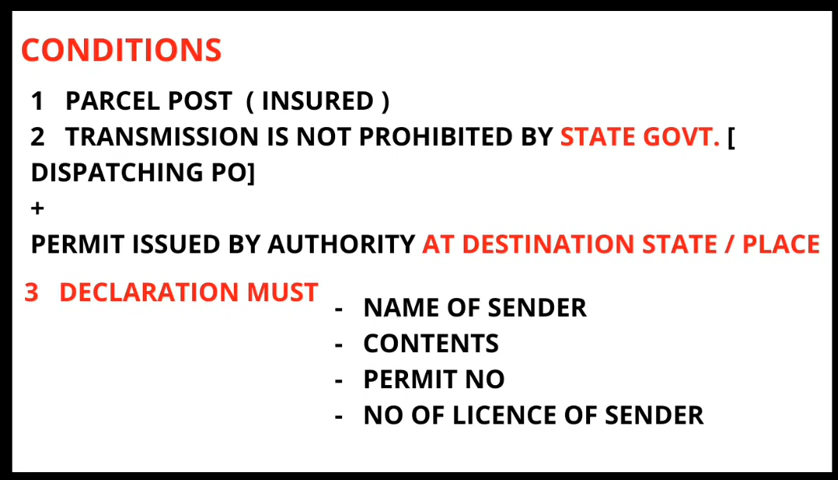 CONDITIONS
1 PARCEL POST ( INSURED )
2 TRANSMISSION IS NOT PROHIBITED BY STATE GOVT. [
DISPATCHING PO]
+
PERMIT ISSUED BY AUTHORITY AT DESTINATION STATE / PLACE
3 DECLARATION MUST
- NAME OF SENDER
- CONTENTS
- PERMIT NO
- NO OF LICENCE OF SENDER